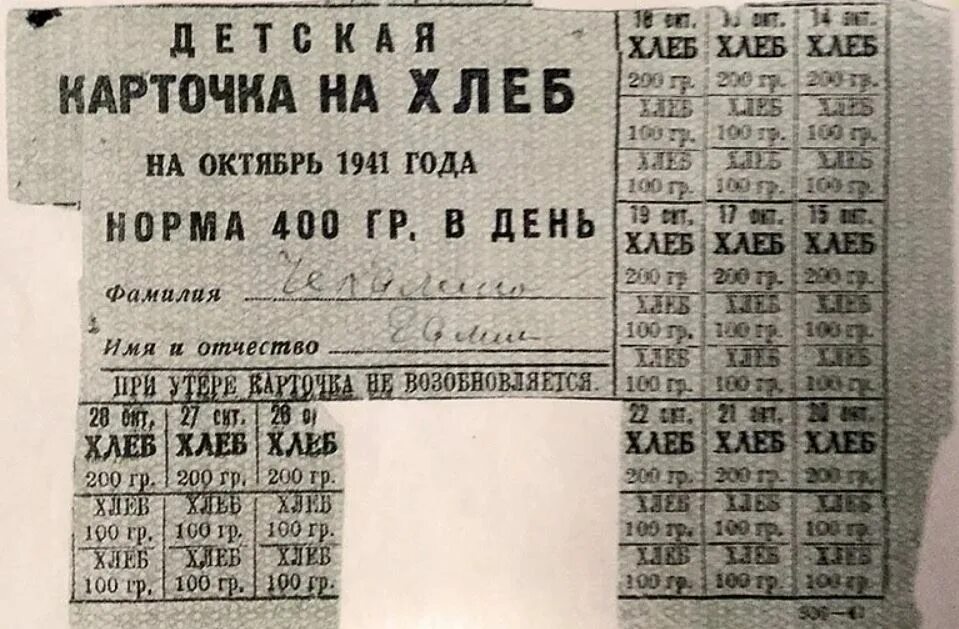 ДЕТСКАЯ
КАРТОЧКА НА ХЛЕБ
НА ОКТЯБРЬ 1941 ГОДА
НОРМА 400 ГР. В ДЕНЬ
Фамилия
Имя и отчество
ПРИ УТЕРЕ КАРТОЧКА НЕ ВОЗОБНОВЛЯЕТСЯ.
окт. окт. 14 окт.
ХЛЕБ ХЛЕБ ХЛЕБ
200 гр. 200 гр. 200 гр.
ХЛЕБ ХЛЕБ ХЛЕБ
100 гр. 100 гр. 100 гр.
ХЛЕБ ХЛЕБ ХЛЕБ
100 гр. 100 гр. 100 гр.
19 окт. 17 окт. 15 окт.
ХЛЕБ ХЛЕБ ХЛЕБ
200 гр 200 гр. 200 гр.
ХЛЕБ ХЛЕБ ХЛЕБ
100 гр. 100 гр. 100 гр.
ХЛЕБ ХЛЕБ ХЛЕБ
100 гр. 100 гр. 100 гр.
28 окт. 27 окт. 26
ХЛЕБ ХЛЕБ ХЛЕБ
200 гр. 200 гр. 200 гр.
ХЛЕБ ХЛЕБ ХЛЕБ
100 гр. 100 гр. 100 гр.
ХЛЕБ ХЛЕБ ХЛЕБ
100 гр. 100 гр. 100 гр.
22 окт. 21 окт. 20 окт.
ХЛЕБ ХЛЕБ ХЛЕБ
200 гр. 200 гр. 200 гр.
ХЛЕБ ХЛЕБ ХЛЕБ
100 гр. 100 гр. 100 гр.
ХЛЕБ ХЛЕБ ХЛЕБ
100 гр. 100 гр. 100 гр.